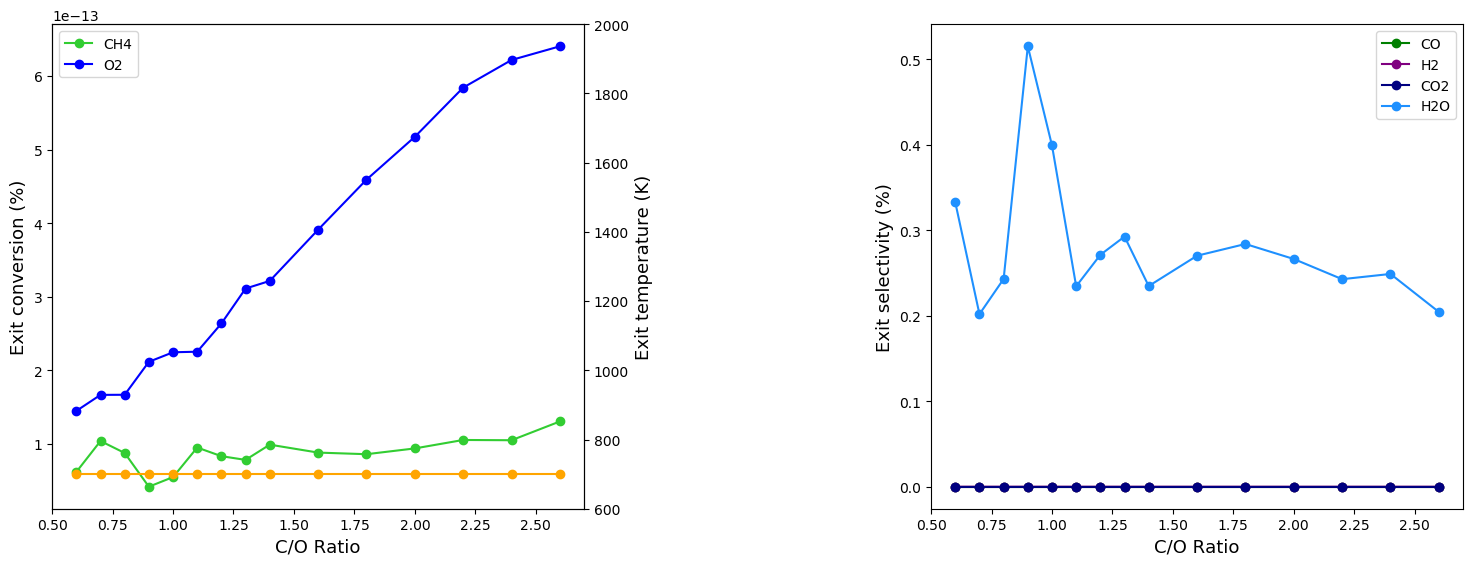 1e−13
CH4
O2
6
5
4
3
2
1
Exit conversion (%)
0.50 0.75 1.00 1.25 1.50 1.75 2.00 2.25 2.50
C/O Ratio
2000
1800
1600
1400
1200
1000
800
600
Exit temperature (K)
CO
H2
CO2
H2O
0.5
0.4
0.3
0.2
0.1
0.0
Exit selectivity (%)
0.50 0.75 1.00 1.25 1.50 1.75 2.00 2.25 2.50
C/O Ratio